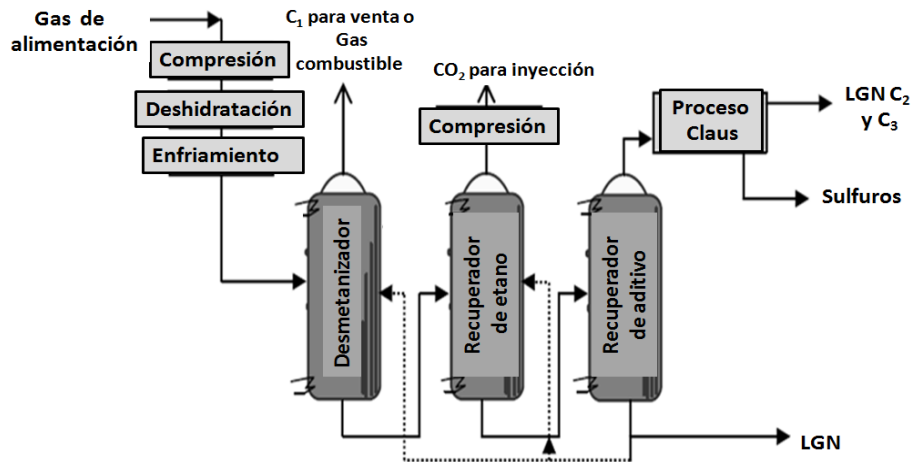 Gas de
alimentación
Compresión
Deshidratación
Enfriamiento
C₁ para venta o
Gas
combustible
CO₂ para inyección
Compresión
Proceso
Claus
LGN C₂
y C₃
Sulfuros
Desmetanizador
Recuperador
de etano
Recuperador
de aditivo
LGN